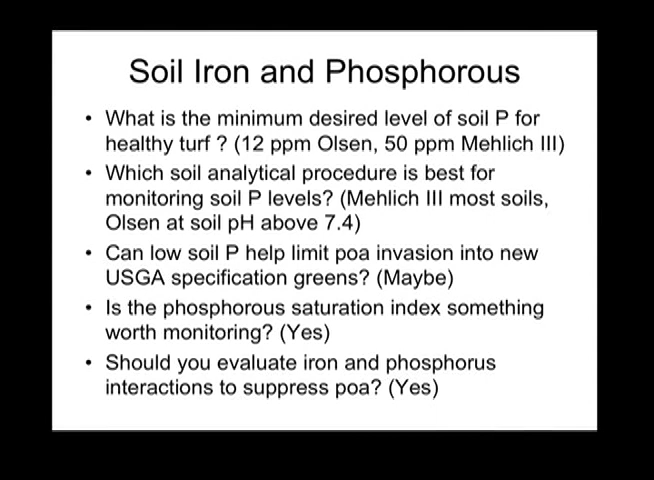 Soil Iron and Phosphorous
• What is the minimum desired level of soil P for
healthy turf ? (12 ppm Olsen, 50 ppm Mehlich III)
• Which soil analytical procedure is best for
monitoring soil P levels? (Mehlich III most soils,
Olsen at soil pH above 7.4)
• Can low soil P help limit poa invasion into new
USGA specification greens? (Maybe)
• Is the phosphorous saturation index something
worth monitoring? (Yes)
• Should you evaluate iron and phosphorus
interactions to suppress poa? (Yes)